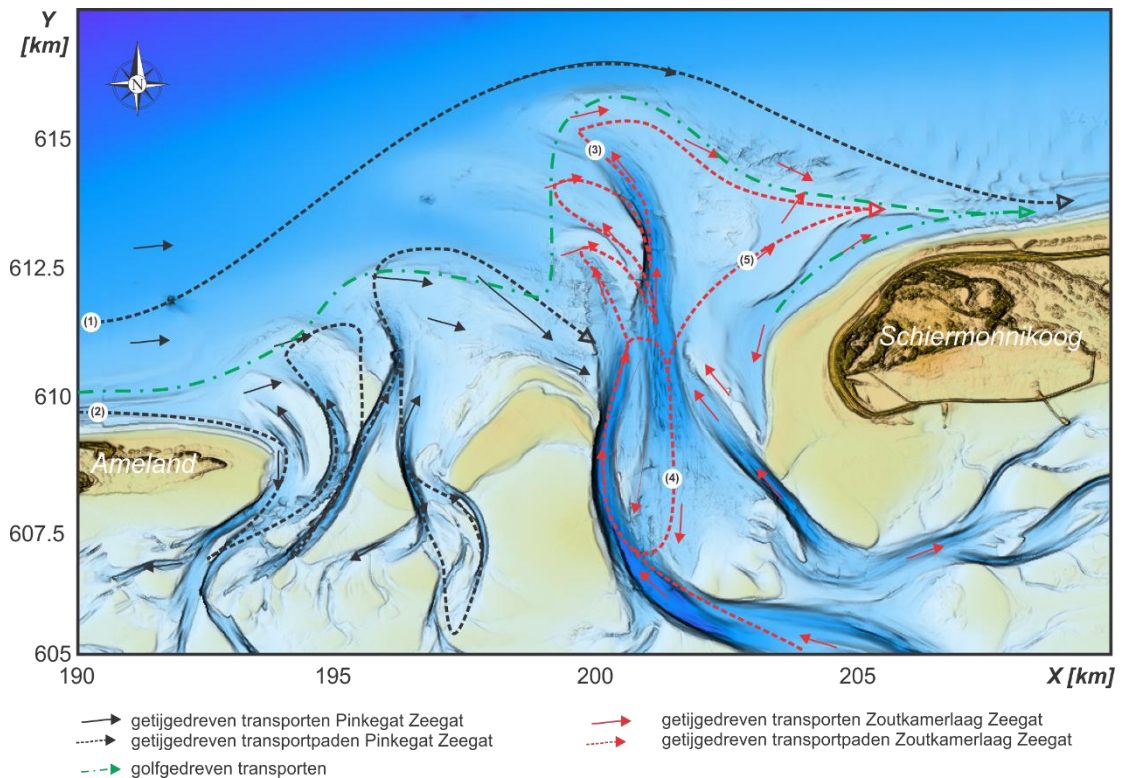 Y
[km]
N
615
(3)
612.5
(5)
(1)
Schiermonnikoog
610
(2)
Ameland
(4)
607.5
605
190
195
200
205
X [km]
getijgedreven transporten Pinkegat Zeegat
getijgedreven transporten Zoutkamerlaag Zeegat
getijgedreven transportpaden Pinkegat Zeegat
getijgedreven transportpaden Zoutkamerlaag Zeegat
golfgedreven transporten